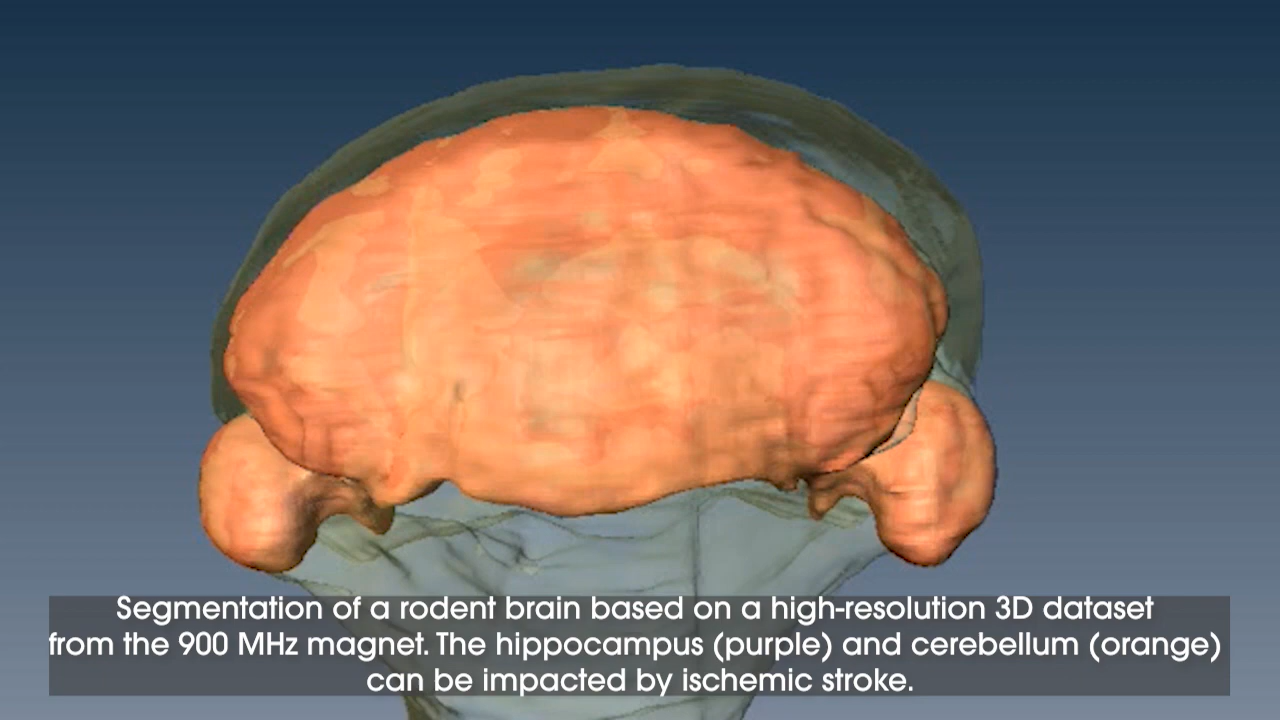 Segmentation of a rodent brain based on a high-resolution 3D dataset
from the 900 MHz magnet. The hippocampus (purple) and cerebellum (orange)
can be impacted by ischemic stroke.